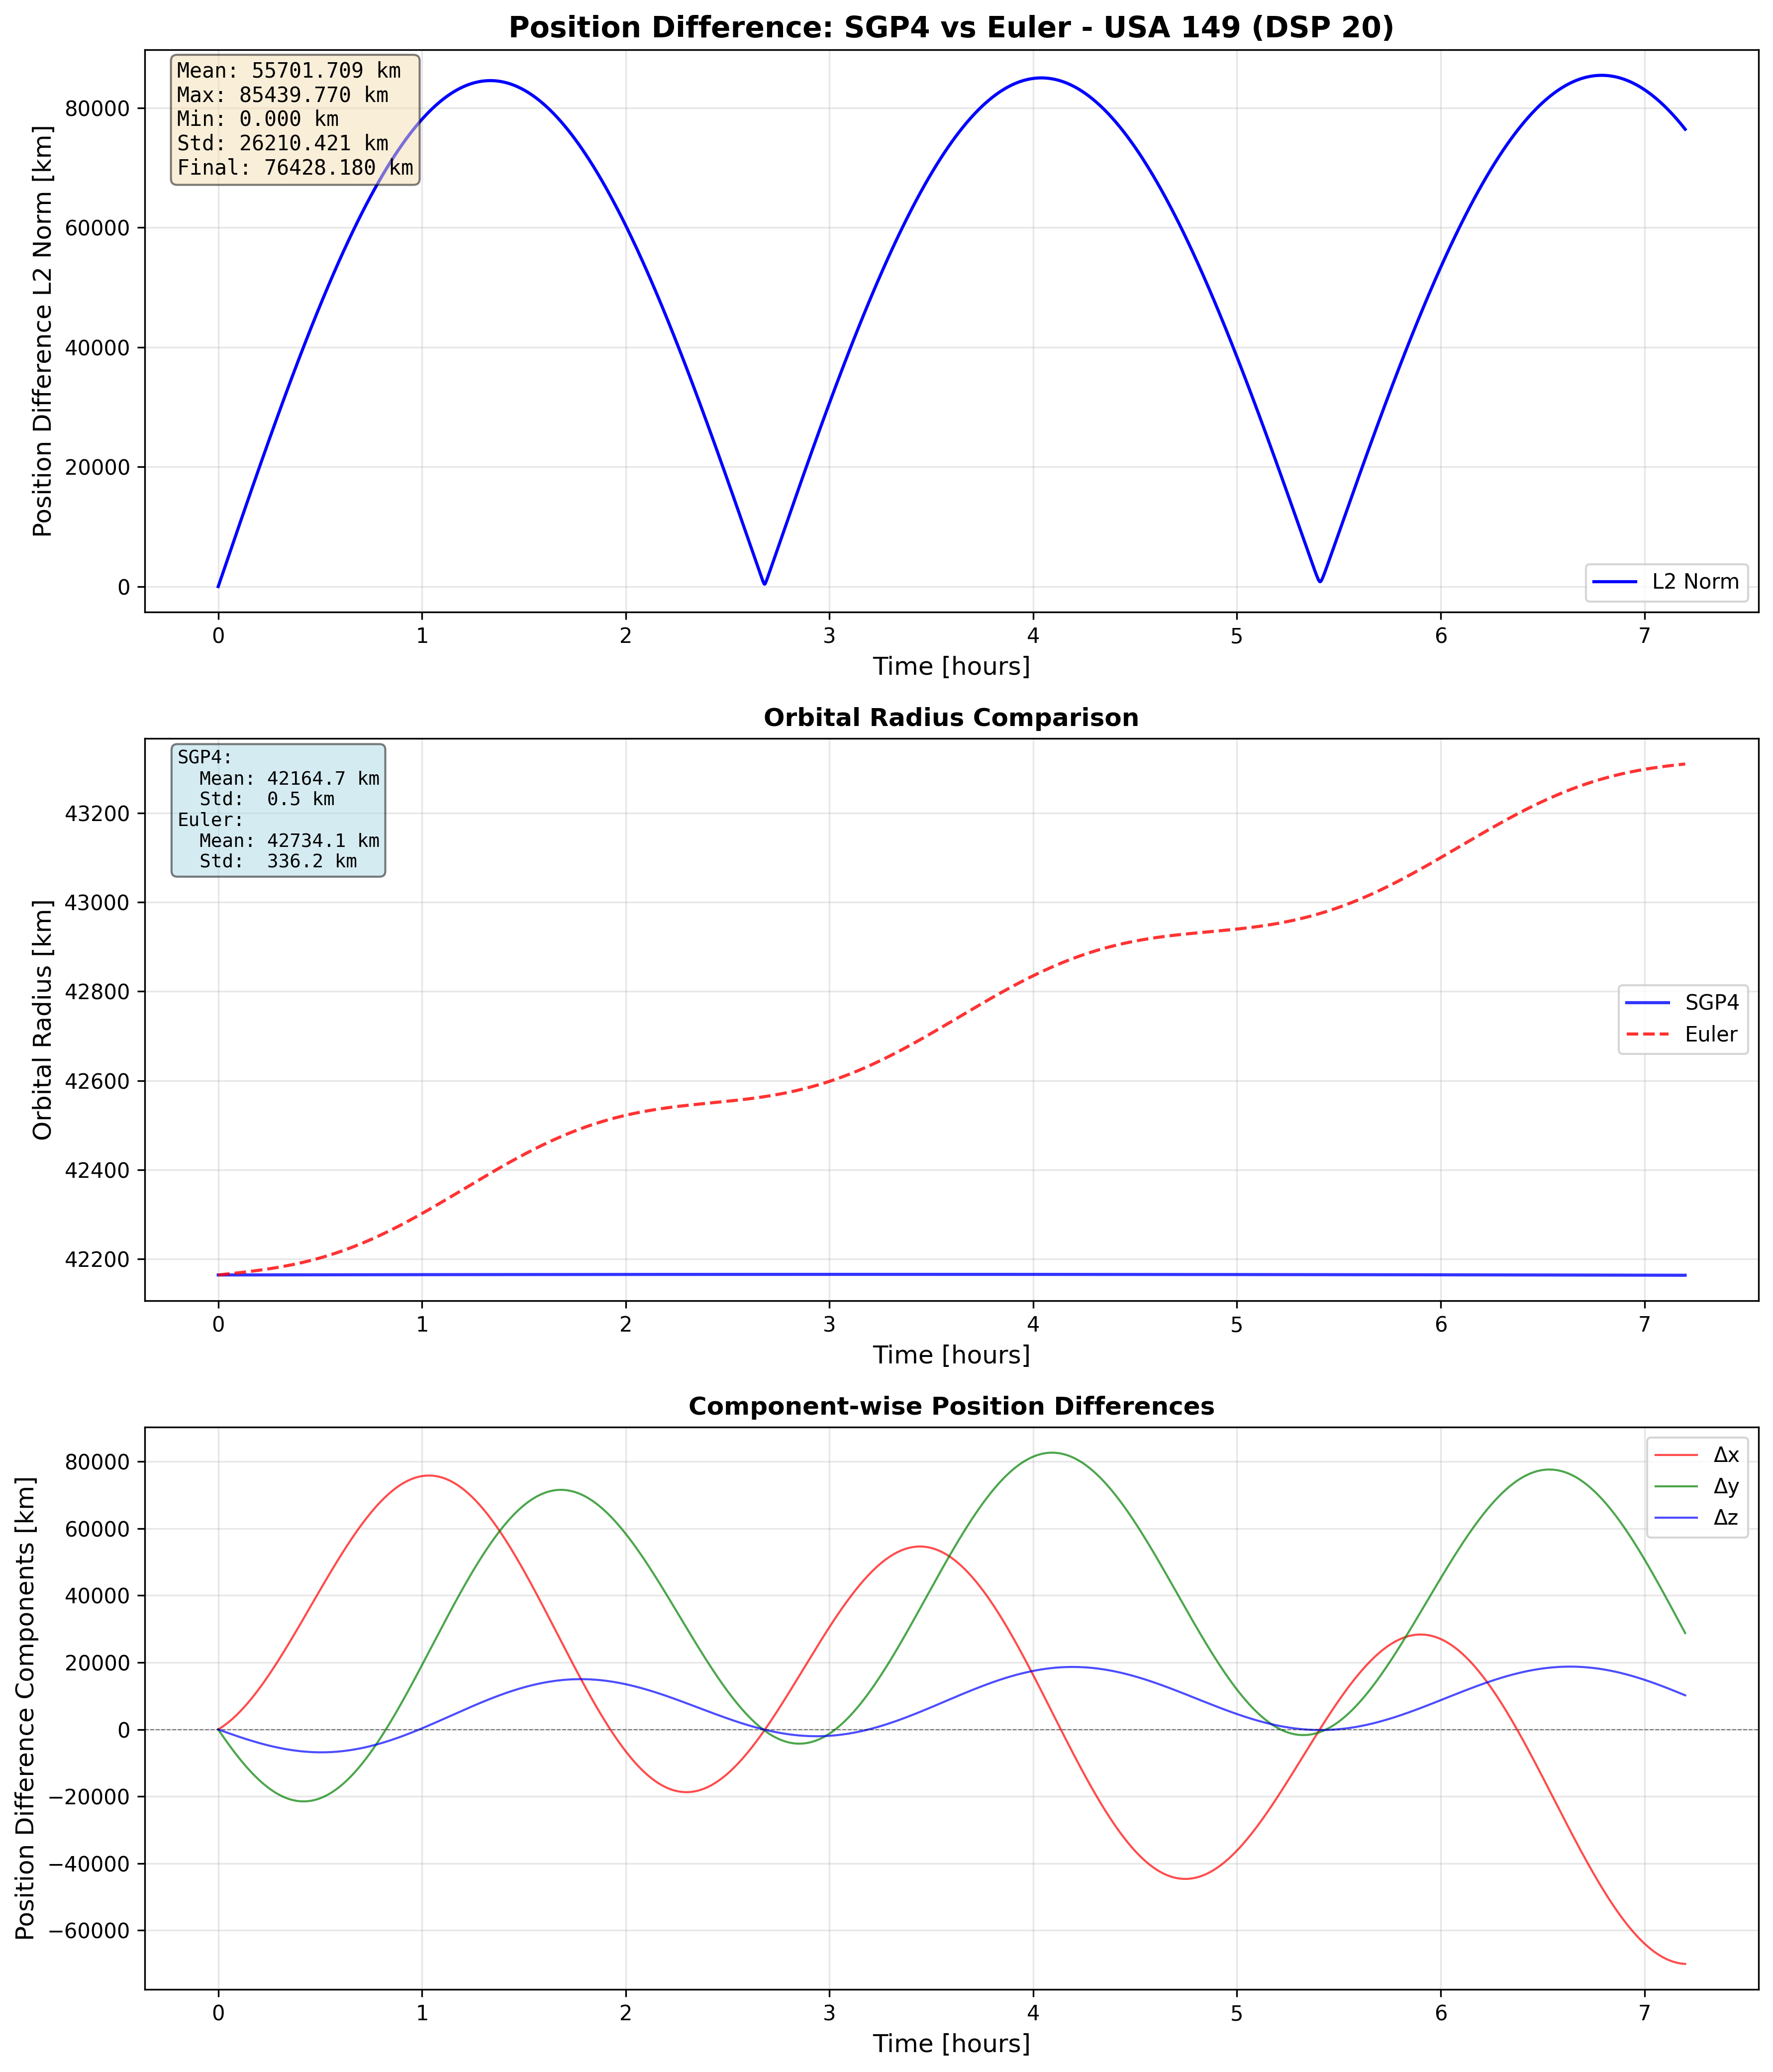 Position Difference: SGP4 vs Euler - USA 149 (DSP 20)
Mean: 55701.709 km
Max: 85439.770 km
Min: 0.000 km
Std: 26210.421 km
Final: 76428.180 km
Position Difference L2 Norm [km]
80000
60000
40000
20000
0
L2 Norm
0 1 2 3 4 5 6 7
Time [hours]
Orbital Radius Comparison
SGP4:
Mean: 42164.7 km
Std: 0.5 km
Euler:
Mean: 42734.1 km
Std: 336.2 km
Orbital Radius [km]
43200
43000
42800
42600
42400
42200
SGP4
Euler
0 1 2 3 4 5 6 7
Time [hours]
Component-wise Position Differences
Position Difference Components [km]
80000
60000
40000
20000
0
−20000
−40000
−60000
Δx
Δy
Δz
0 1 2 3 4 5 6 7
Time [hours]